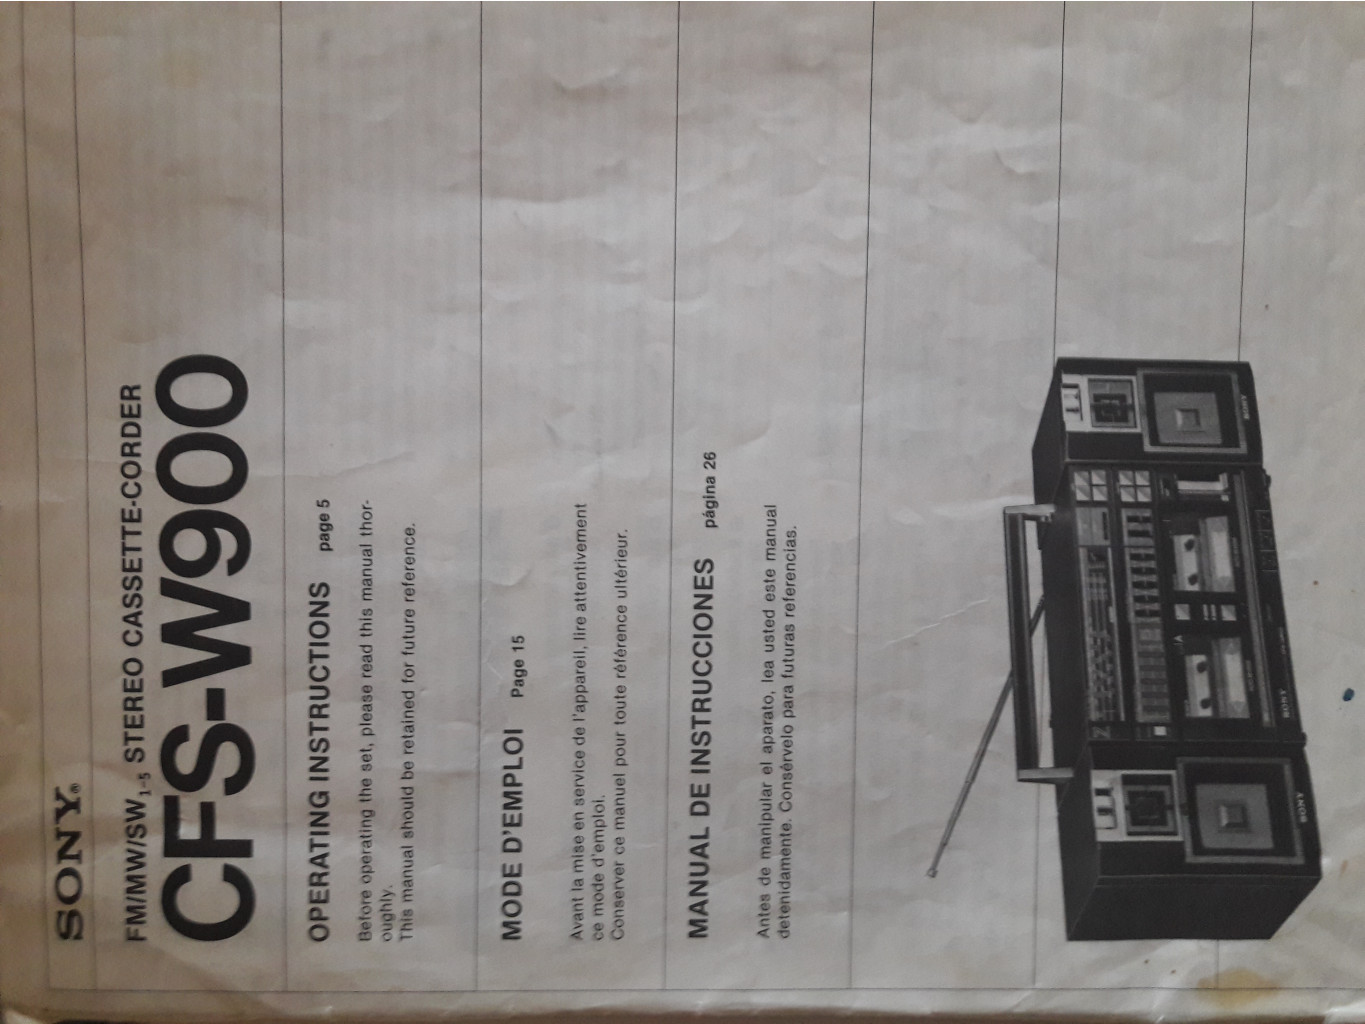 SONY®
FM/MW/SW1-5 STEREO CASSETTE-CORDER
CFS-W900
OPERATING INSTRUCTIONS page 5
Before operating the set, please read this manual thor-
oughly.
This manual should be retained for future reference.
MODE D'EMPLOI Page 15
Avant la mise en service de l'appareil, lire attentivement
ce mode d'emploi.
Conserver ce manuel pour toute référence ultérieur.
MANUAL DE INSTRUCCIONES página 26
Antes de manipular el aparato, lea usted este manual
detenidamente. Consérvelo para futuras referencias.
SONY
SONY
SONY